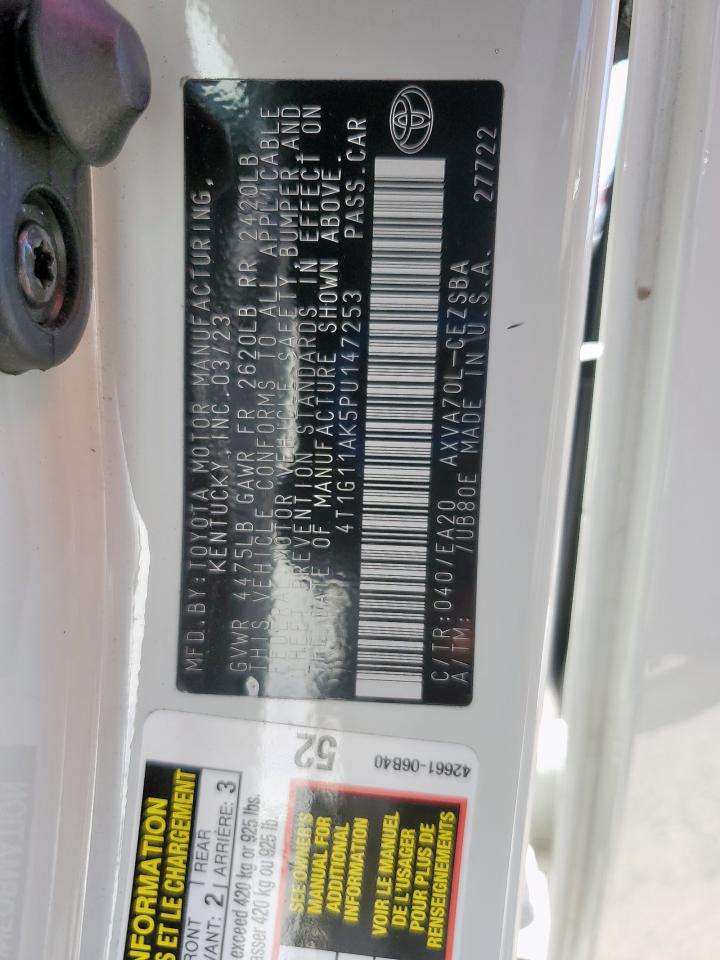 MFD. BY: TOYOTA MOTOR MANUFACTURING,
KENTUCKY, INC. 03/23
GVWR 4475LB GAWR FR 2620LB RR 2420LB
THIS VEHICLE CONFORMS TO ALL APPLICABLE
FEDERAL MOTOR VEHICLE SAFETY, BUMPER, AND
THEFT PREVENTION STANDARDS IN EFFECT ON
THE DATE OF MANUFACTURE SHOWN ABOVE.
4T1G11AK5PU147253 PASS. CAR
C/TR: 040/EA20 AXVA70L-CEZSBA
A/TM: 7UB80E MADE IN U.S.A. 27722
52
42661-06B40
NFORMATION
S ET LE CHARGEMENT
RONT REAR
VANT: 2 ARRIÈRE: 3
exceed 420 kg or 925 lbs.
asser 420 kg ou 925 lb.
SEE OWNER'S
MANUAL FOR
ADDITIONAL
INFORMATION
VOIR LE MANUEL
DE L'USAGER
POUR PLUS DE
RENSEIGNEMENTS